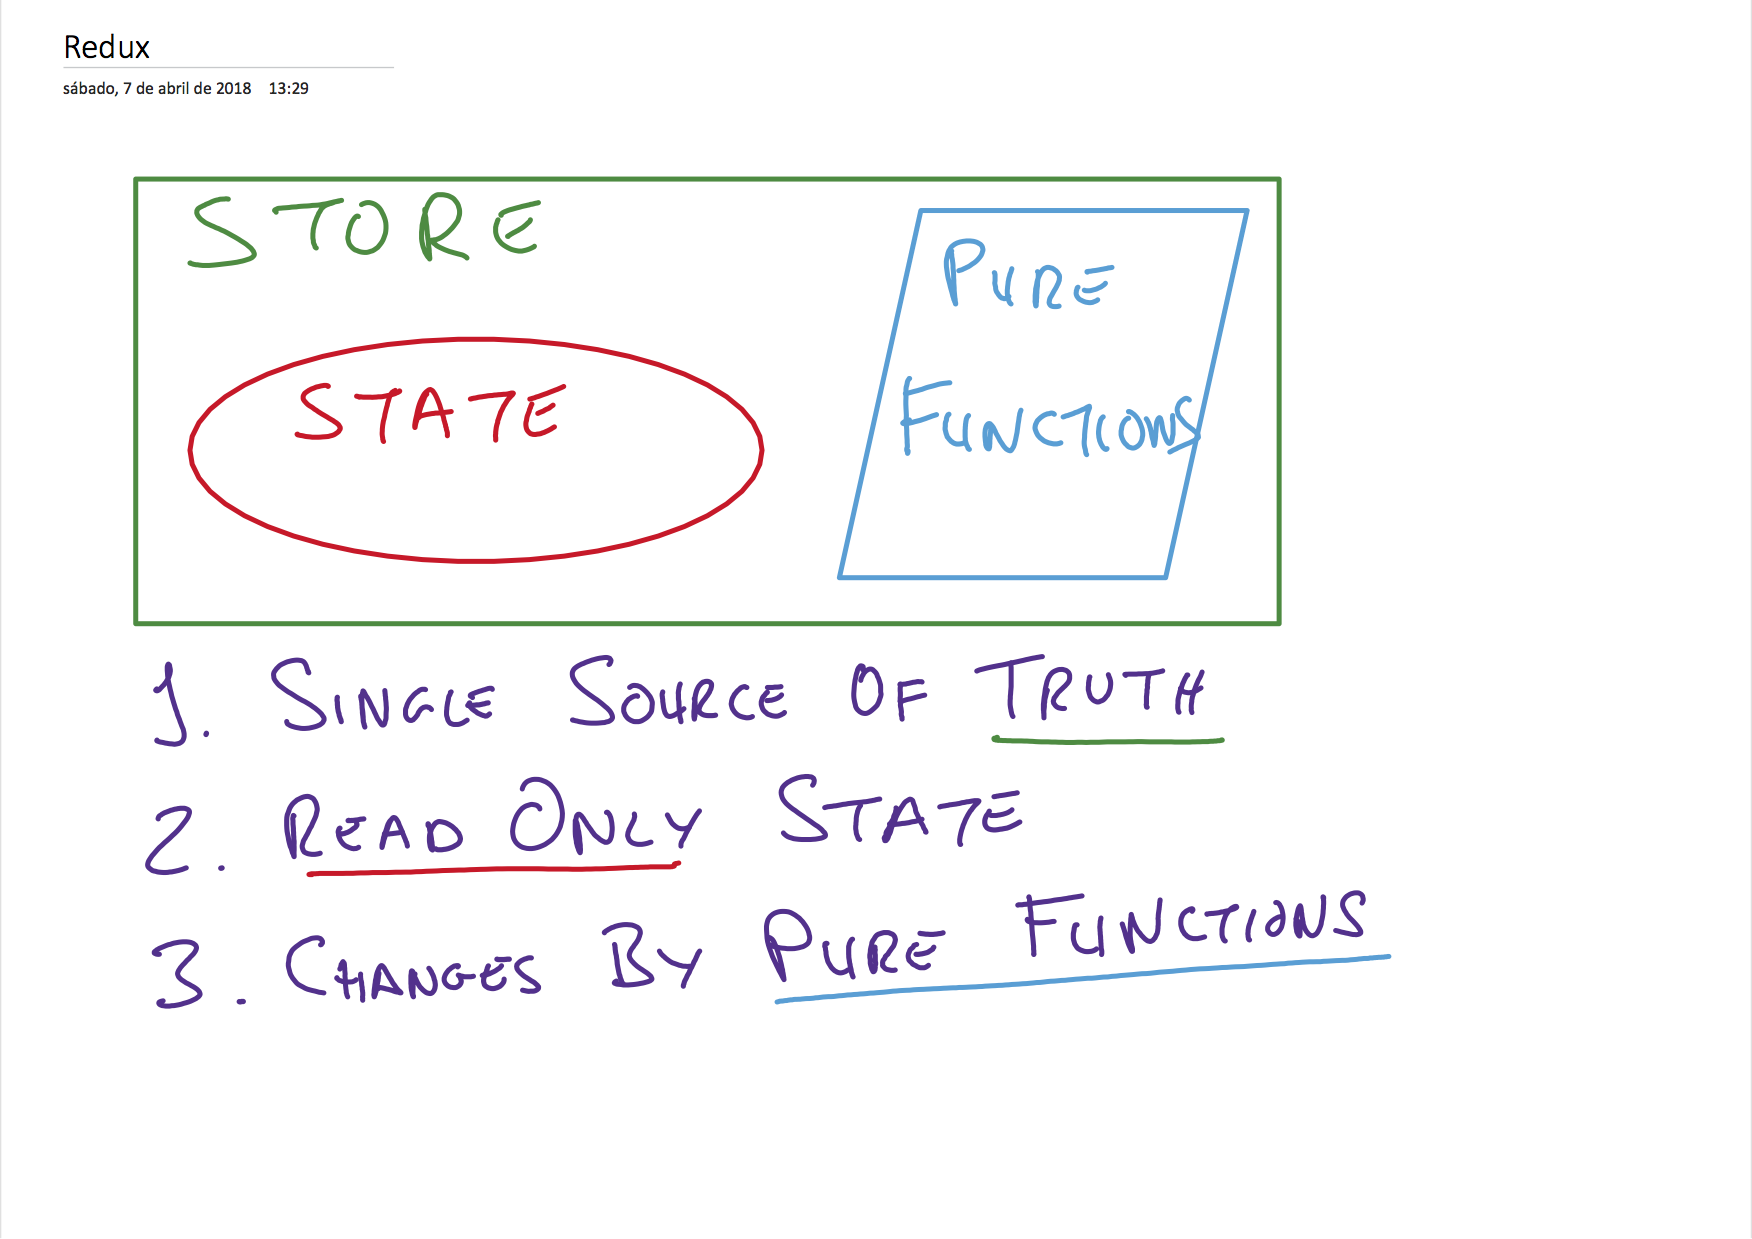 Redux
sábado, 7 de abril de 2018 13:29
STORE
PURE
STATE
FUNCTIONS
1. SINGLE SOURCE OF TRUTH
2. READ ONLY STATE
3. CHANGES BY PURE FUNCTIONS